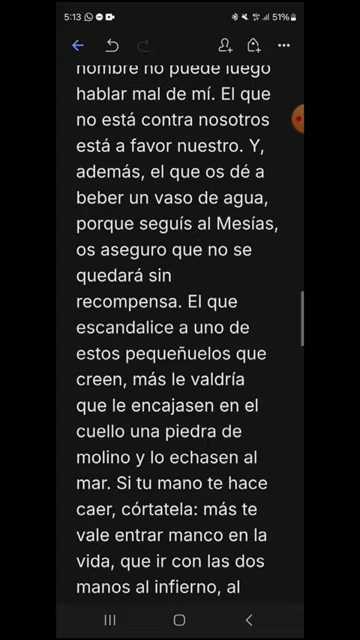 5:13
51%
nombre no puede luego
hablar mal de mí. El que
no está contra nosotros
está a favor nuestro. Y,
además, el que os dé a
beber un vaso de agua,
porque seguís al Mesías,
os aseguro que no se
quedará sin
recompensa. El que
escandalice a uno de
estos pequeñuelos que
creen, más le valdría
que le encajasen en el
cuello una piedra de
molino y lo echasen al
mar. Si tu mano te hace
caer, córtatela: más te
vale entrar manco en la
vida, que ir con las dos
manos al infierno, al